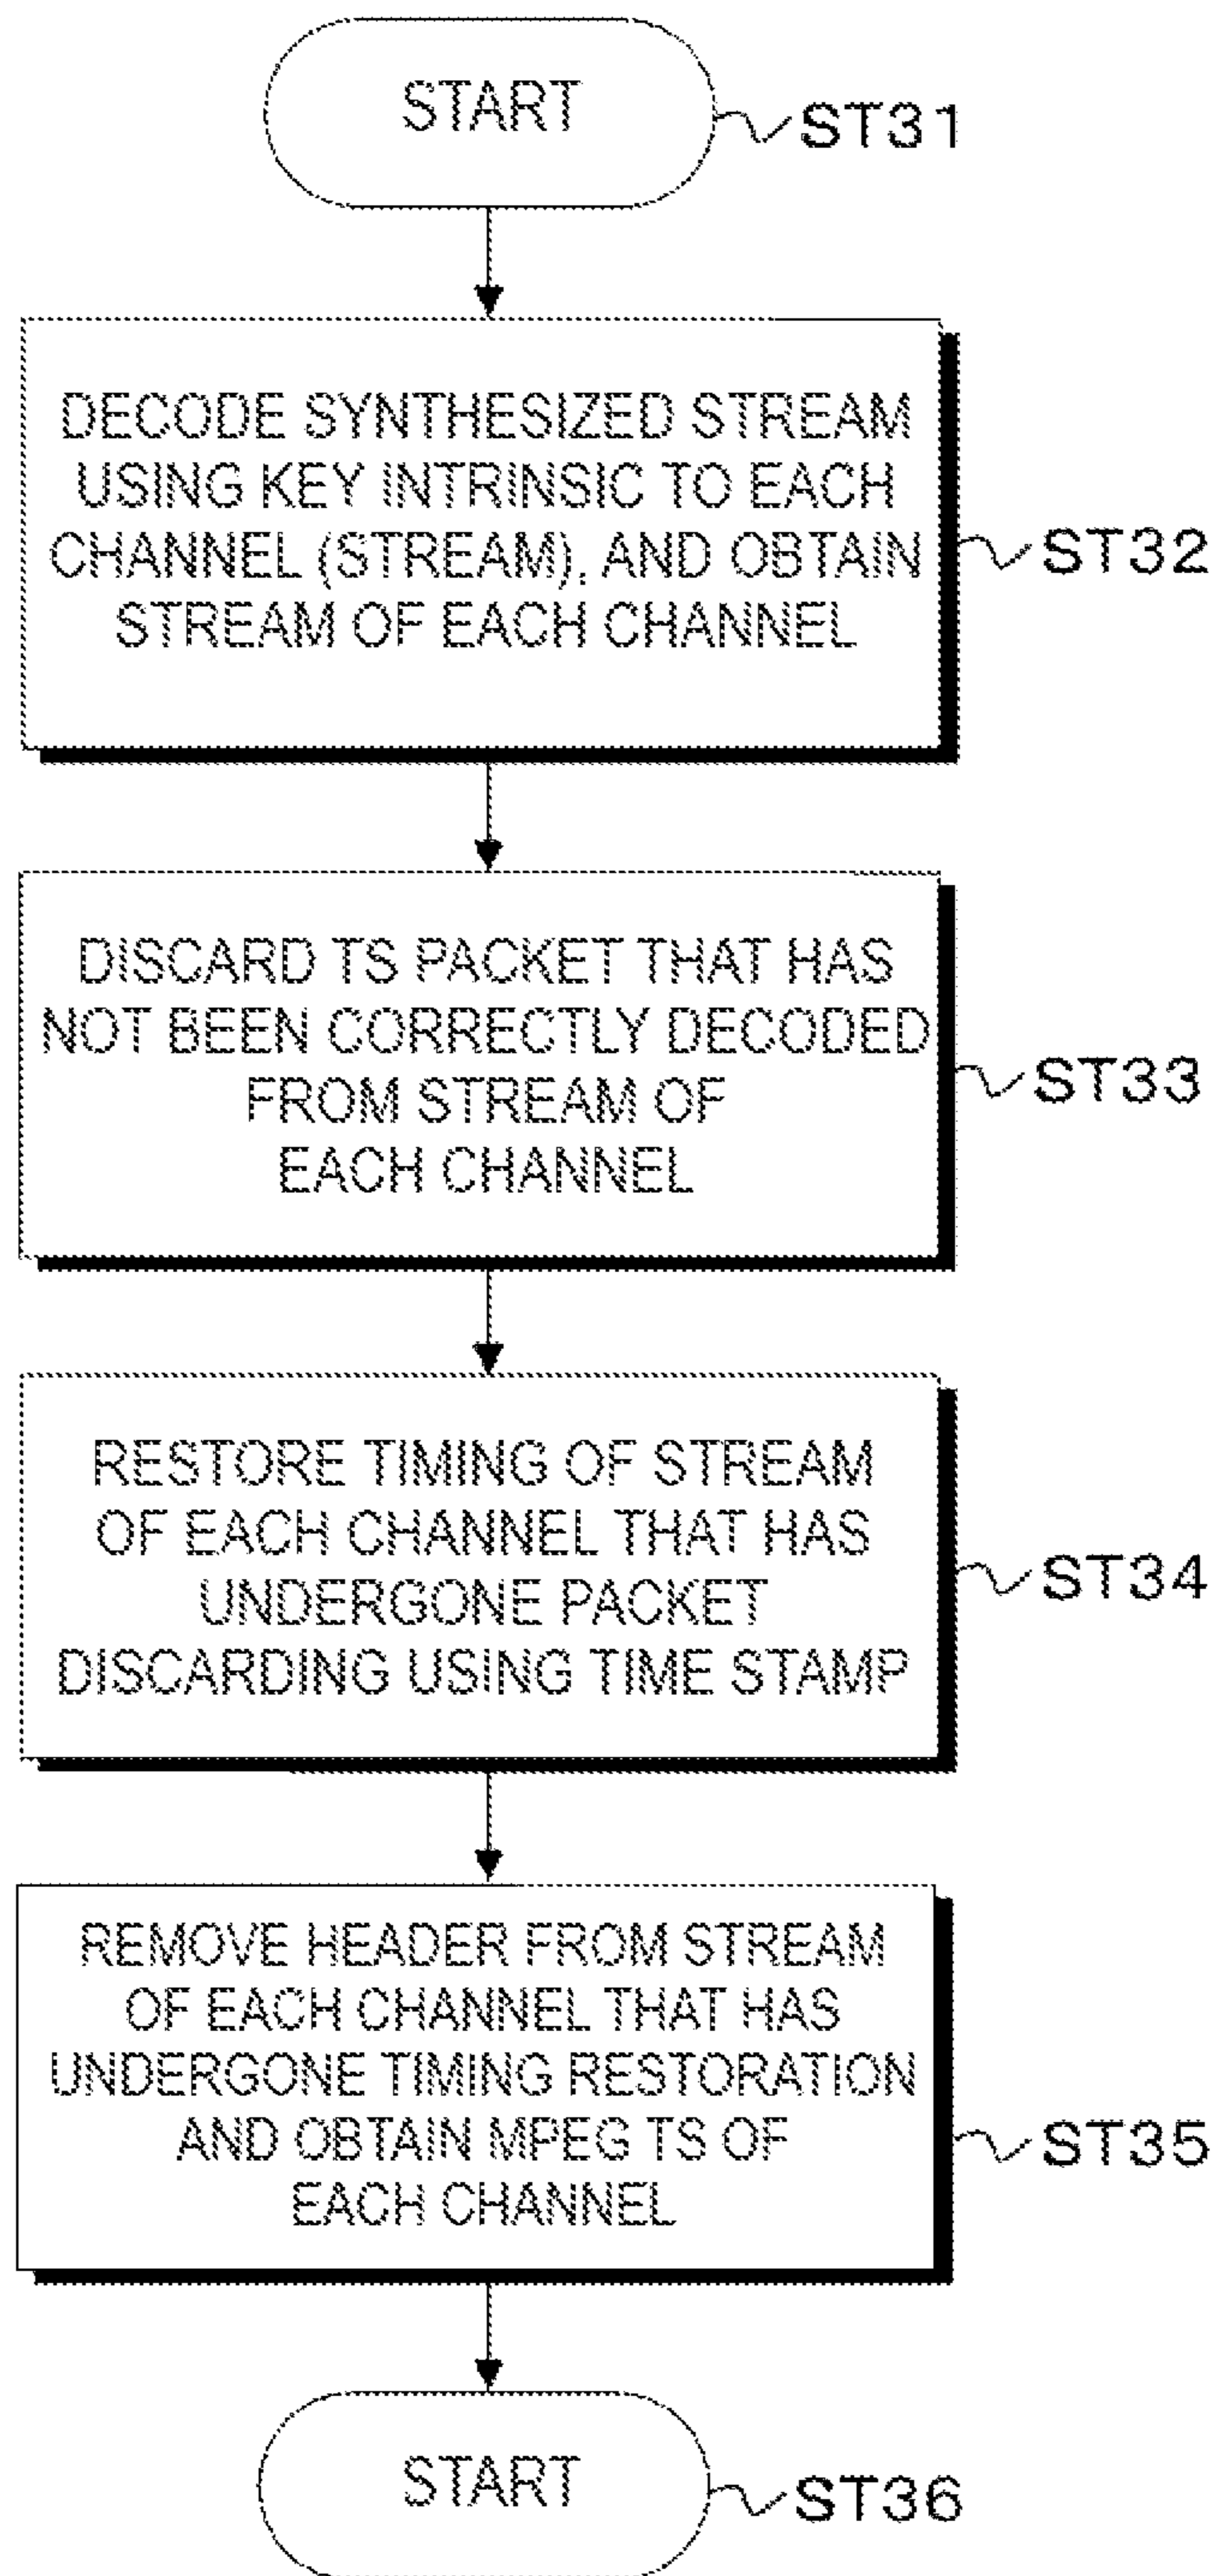 START
ST31
DECODE SYNTHESIZED STREAM
USING KEY INTRINSIC TO EACH
CHANNEL (STREAM), AND OBTAIN
STREAM OF EACH CHANNEL
ST32
DISCARD TS PACKET THAT HAS
NOT BEEN CORRECTLY DECODED
FROM STREAM OF
EACH CHANNEL
ST33
RESTORE TIMING OF STREAM
OF EACH CHANNEL THAT HAS
UNDERGONE PACKET
DISCARDING USING TIME STAMP
ST34
REMOVE HEADER FROM STREAM
OF EACH CHANNEL THAT HAS
UNDERGONE TIMING RESTORATION
AND OBTAIN MPEG TS OF
EACH CHANNEL
ST35
START
ST36